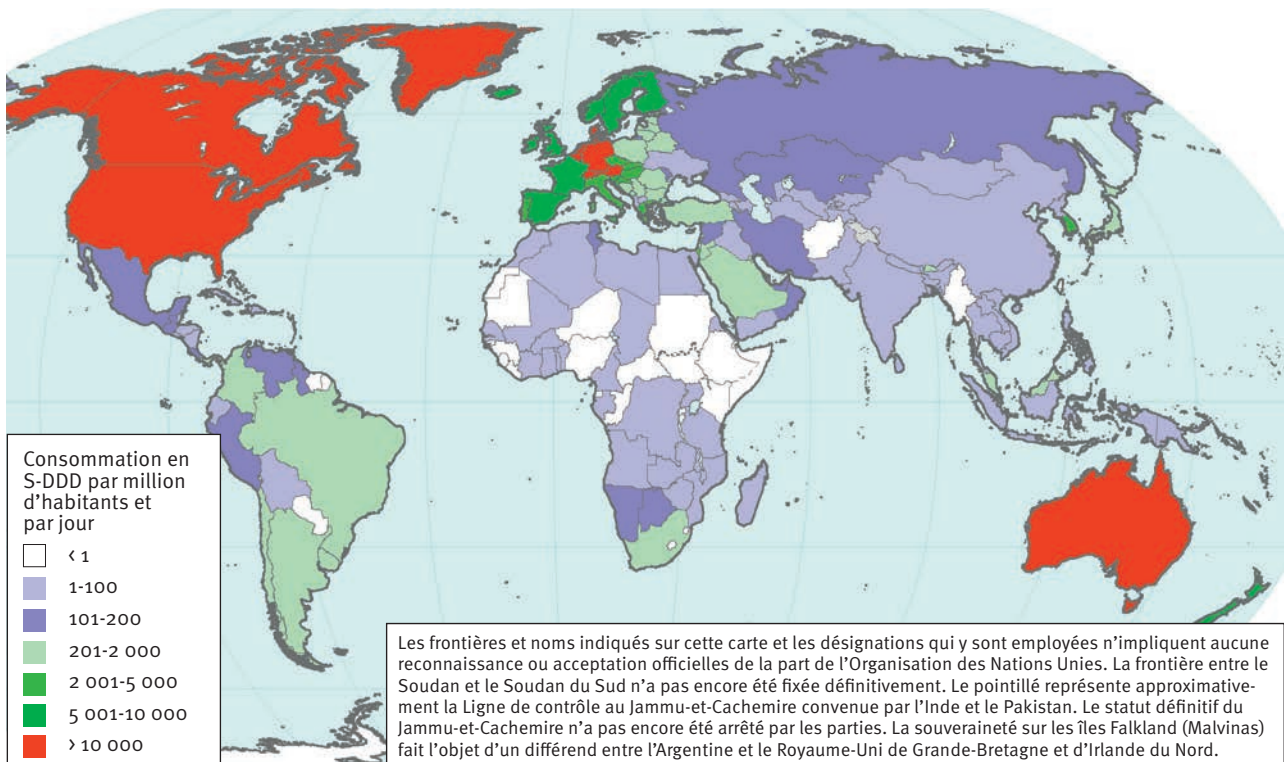 Consommation en
S-DDD par million
d’habitants et
par jour
< 1
1-100
101-200
201-2 000
2 001-5 000
5 001-10 000
> 10 000
Les frontières et noms indiqués sur cette carte et les désignations qui y sont employées n’impliquent aucune
reconnaissance ou acceptation officielles de la part de l’Organisation des Nations Unies. La frontière entre le
Soudan et le Soudan du Sud n’a pas encore été fixée définitivement. Le pointillé représente approximative-
ment la Ligne de contrôle au Jammu-et-Cachemire convenue par l’Inde et le Pakistan. Le statut définitif du
Jammu-et-Cachemire n’a pas encore été arrêté par les parties. La souveraineté sur les îles Falkland (Malvinas)
fait l’objet d’un différend entre l’Argentine et le Royaume-Uni de Grande-Bretagne et d’Irlande du Nord.